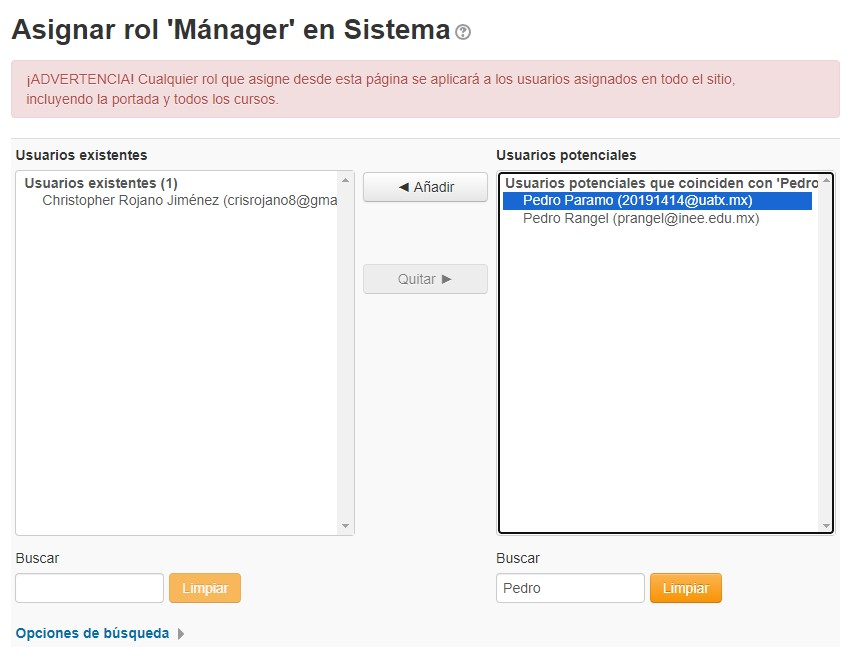 Asignar rol 'Mánager' en Sistema
¡ADVERTENCIA! Cualquier rol que asigne desde esta página se aplicará a los usuarios asignados en todo el sitio,
incluyendo la portada y todos los cursos.
Usuarios existentes
Usuarios existentes (1)
Christopher Rojano Jiménez (crisrojano8@gma
◄ Añadir
Quitar ►
Usuarios potenciales
Usuarios potenciales que coinciden con 'Pedro
Pedro Paramo (20191414@uatx.mx)
Pedro Rangel (prangel@inee.edu.mx)
Buscar
Limpiar
Buscar
Pedro
Limpiar
Opciones de búsqueda